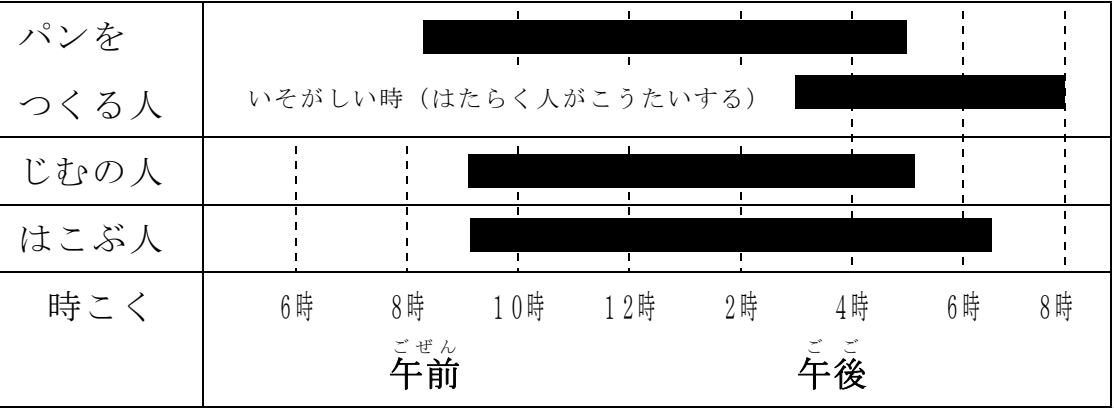 パンを
つくる人
いそがしい時（はたらく人がこうたいする）
じむの人
はこぶ人
時こく 6時 8時 10時 12時 2時 4時 6時 8時
ごぜん ごご
午前 午後